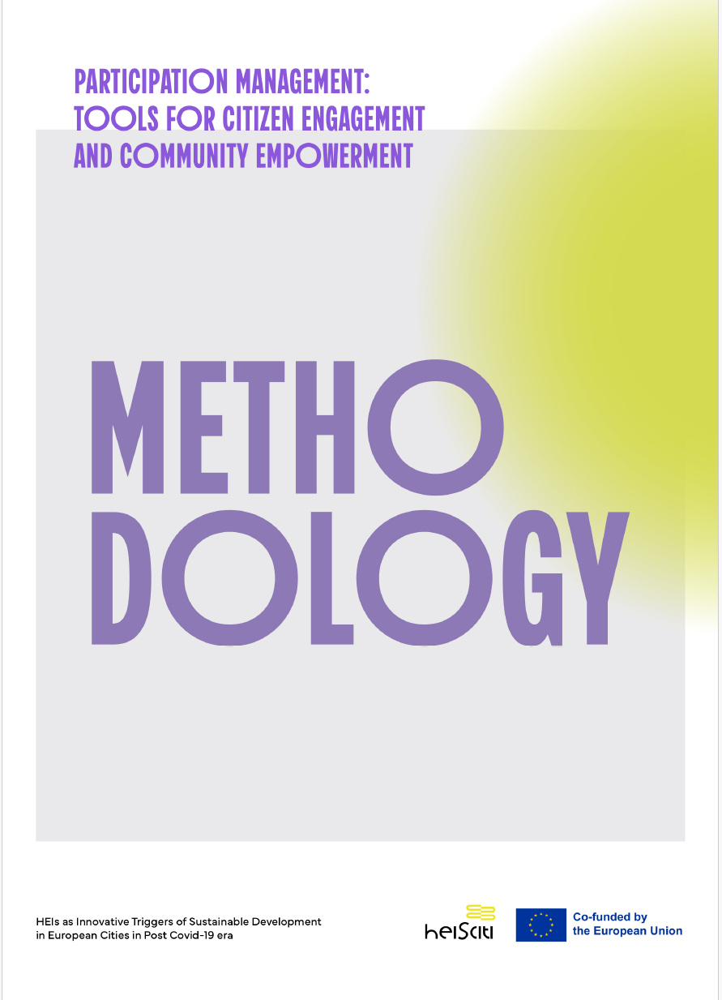 PARTICIPATION MANAGEMENT:
TOOLS FOR CITIZEN ENGAGEMENT
AND COMMUNITY EMPOWERMENT
METHO
DOLOGY
HEIs as Innovative Triggers of Sustainable Development
in European Cities in Post Covid-19 era
heiSciti
Co-funded by
the European Union